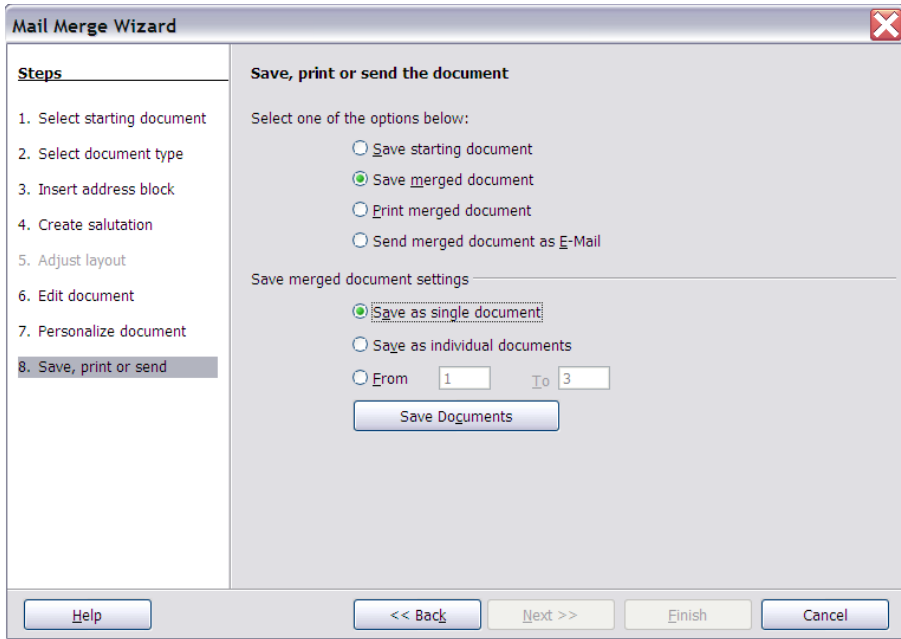 Mail Merge Wizard
Steps
1. Select starting document
2. Select document type
3. Insert address block
4. Create salutation
5. Adjust layout
6. Edit document
7. Personalize document
8. Save, print or send
Save, print or send the document
Select one of the options below:
Save starting document
Save merged document
Print merged document
Send merged document as E-Mail
Save merged document settings
Save as single document
Save as individual documents
From 1 To 3
Save Documents
Help << Back Next >> Finish Cancel